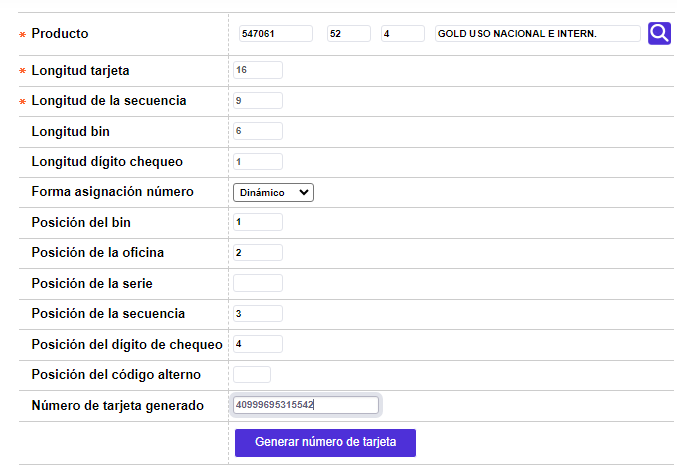 * Producto 547061 52 4 GOLD USO NACIONAL E INTERN.
* Longitud tarjeta 16
* Longitud de la secuencia 9
Longitud bin 6
Longitud dígito chequeo 1
Forma asignación número Dinámico
Posición del bin 1
Posición de la oficina 2
Posición de la serie
Posición de la secuencia 3
Posición del dígito de chequeo 4
Posición del código alterno
Número de tarjeta generado 40999695315542
Generar número de tarjeta